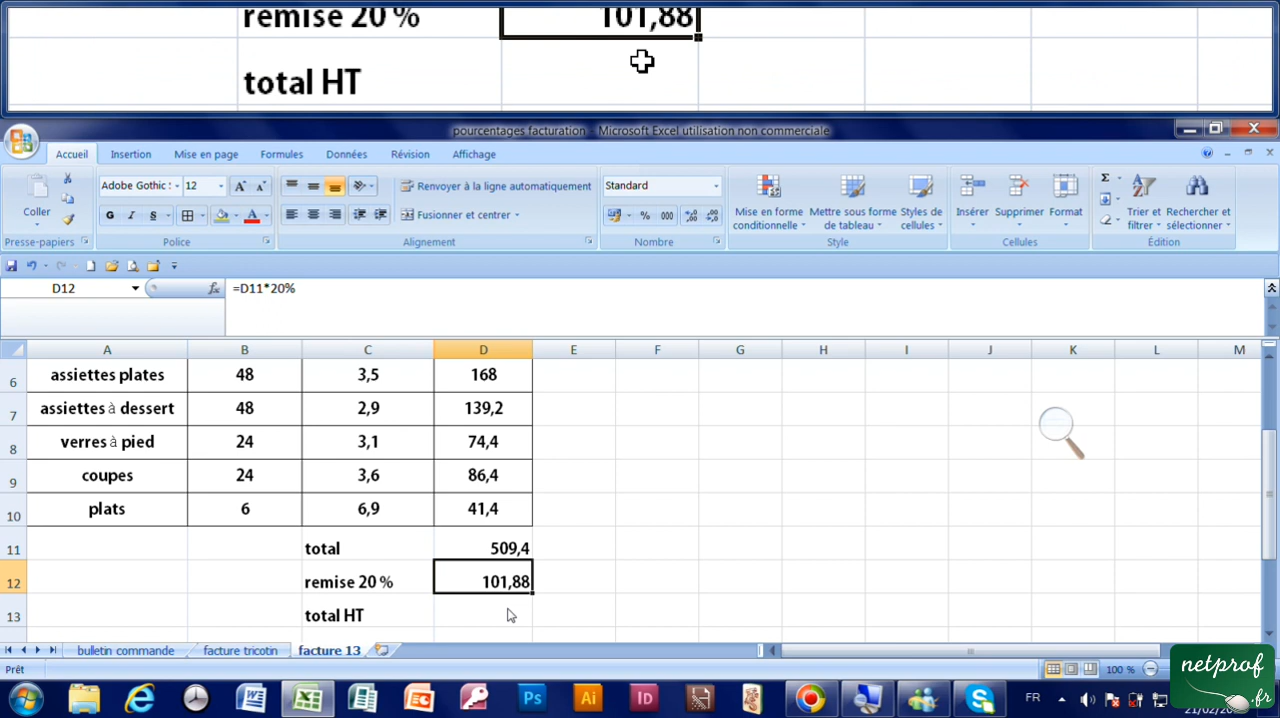 remise 20 %
101,88
total HT
pourcentages facturation - Microsoft Excel utilisation non commerciale
Accueil Insertion Mise en page Formules Données Révision Affichage
Coller
Presse-papiers
Adobe Gothic S 12
G I S
Police
Renvoyer à la ligne automatiquement
Fusionner et centrer
Alignement
Standard
% 000
Nombre
Mise en forme conditionnelle
Mettre sous forme de tableau
Styles de cellules
Style
Insérer Supprimer Format
Cellules
Trier et filtrer
Rechercher et sélectionner
Édition
D12 fx =D11*20%
A B C D E F G H I J K L M
6 assiettes plates 48 3,5 168
7 assiettes à dessert 48 2,9 139,2
8 verres à pied 24 3,1 74,4
9 coupes 24 3,6 86,4
10 plats 6 6,9 41,4
11 total 509,4
12 remise 20 % 101,88
13 total HT
bulletin commande facture tricotin facture 13
Prêt 100 %
netprof.fr
FR